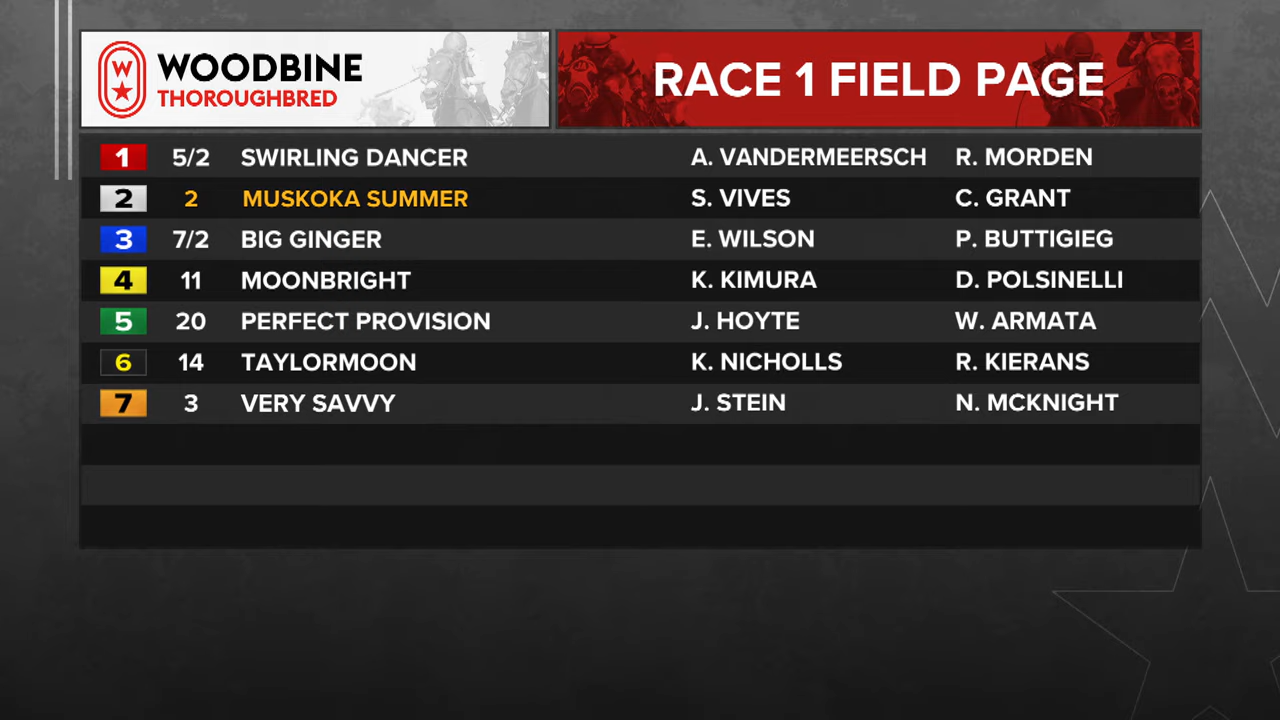 W WOODBINE
THOROUGHBRED
RACE 1 FIELD PAGE
1 5/2 SWIRLING DANCER A. VANDERMEERSCH R. MORDEN
2 2 MUSKOKA SUMMER S. VIVES C. GRANT
3 7/2 BIG GINGER E. WILSON P. BUTTIGIEG
4 11 MOONBRIGHT K. KIMURA D. POLSINELLI
5 20 PERFECT PROVISION J. HOYTE W. ARMATA
6 14 TAYLORMOON K. NICHOLLS R. KIERANS
7 3 VERY SAVVY J. STEIN N. MCKNIGHT